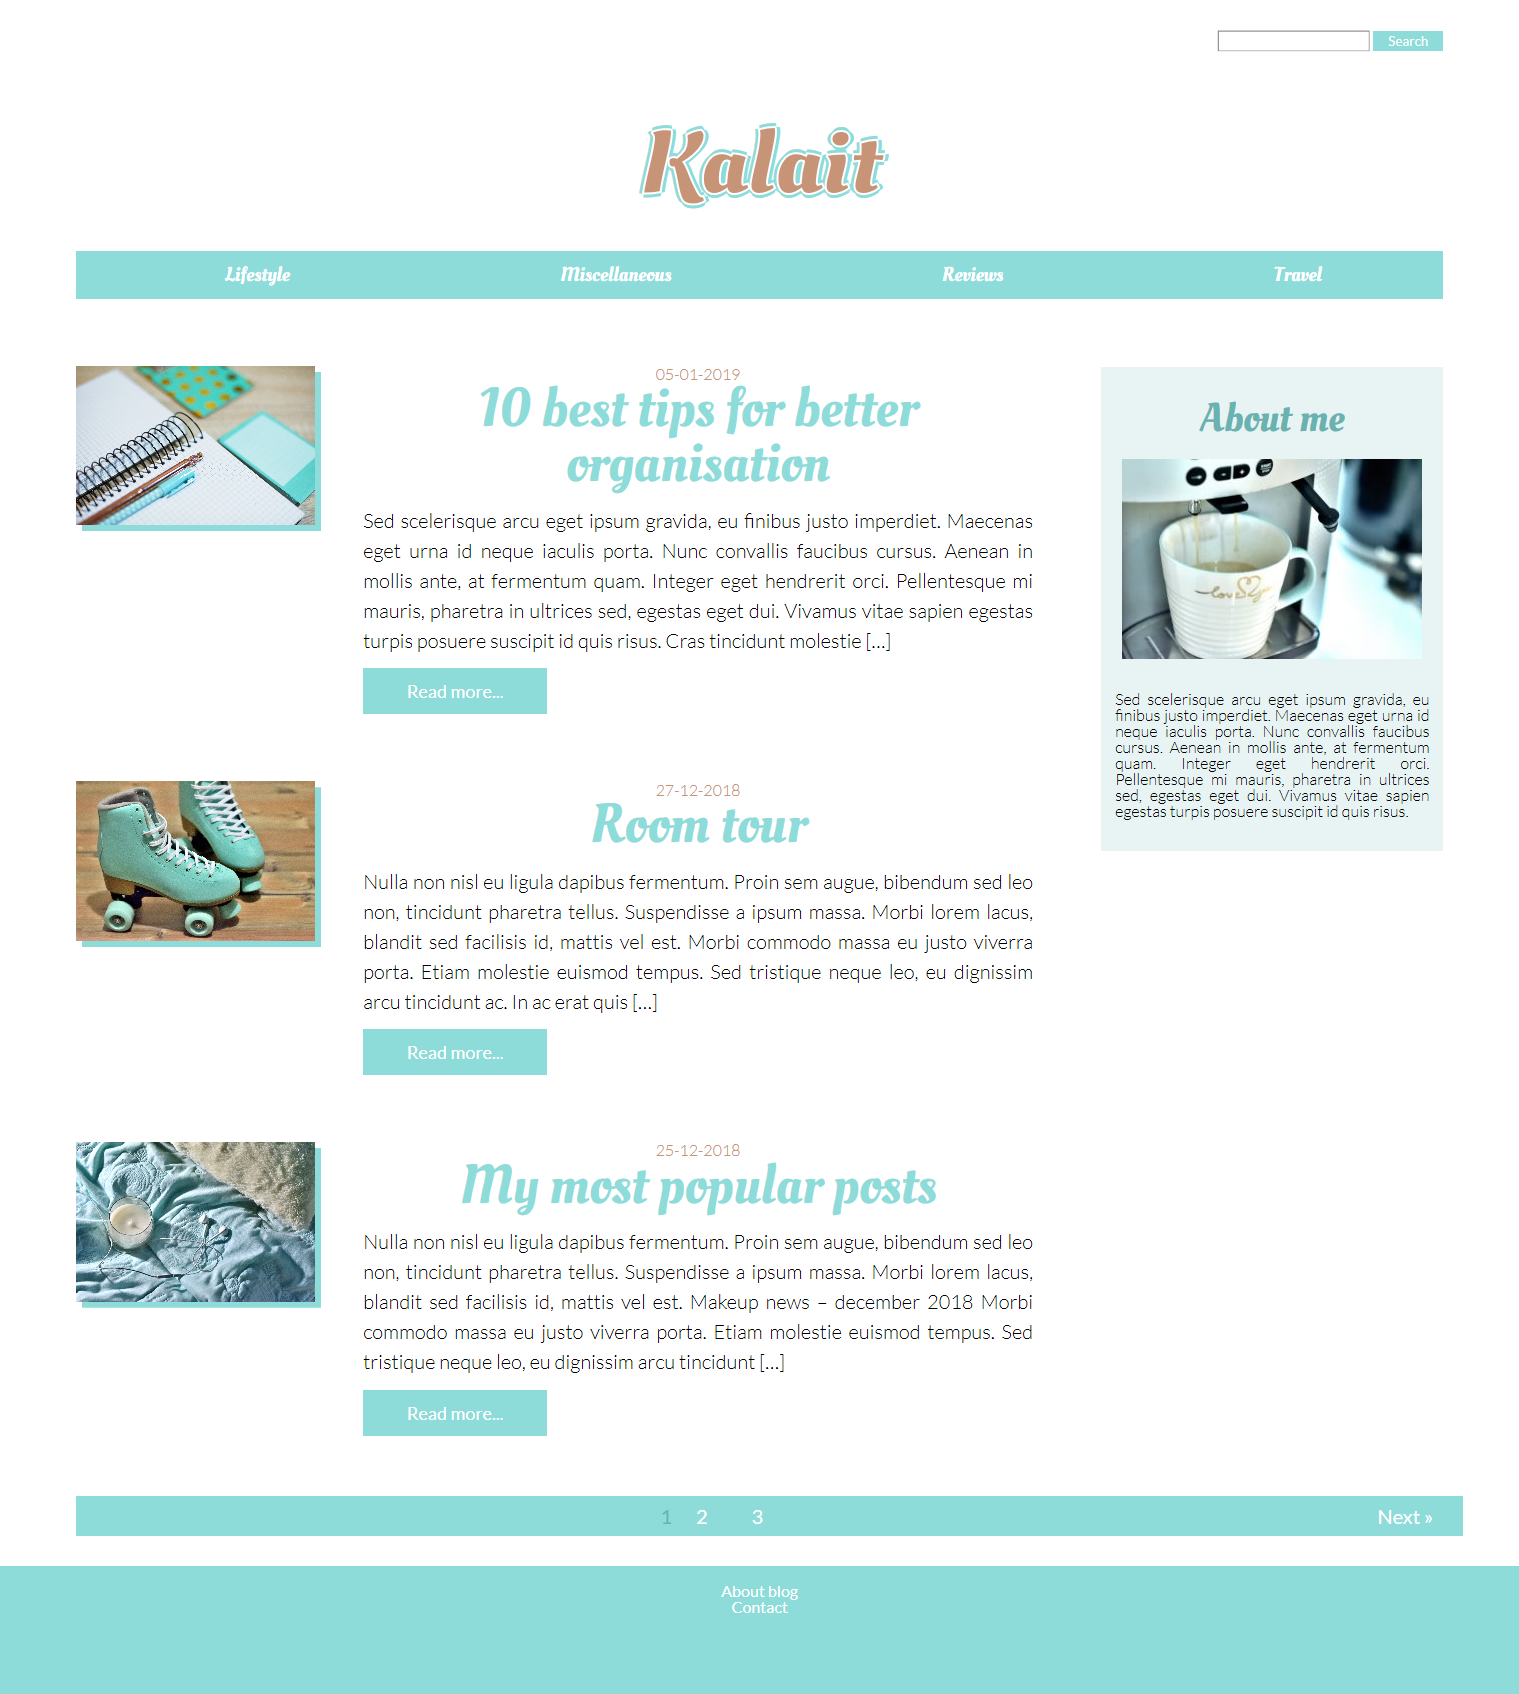 Search
Kalait
Lifestyle Miscellaneous Reviews Travel
05-01-2019
10 best tips for better
organisation
Sed scelerisque arcu eget ipsum gravida, eu finibus justo imperdiet. Maecenas
eget urna id neque iaculis porta. Nunc convallis faucibus cursus. Aenean in
mollis ante, at fermentum quam. Integer eget hendrerit orci. Pellentesque mi
mauris, pharetra in ultrices sed, egestas eget dui. Vivamus vitae sapien egestas
turpis posuere suscipit id quis risus. Cras tincidunt molestie [...]
Read more...
27-12-2018
Room tour
Nulla non nisl eu ligula dapibus fermentum. Proin sem augue, bibendum sed leo
non, tincidunt pharetra tellus. Suspendisse a ipsum massa. Morbi lorem lacus,
blandit sed facilisis id, mattis vel est. Morbi commodo massa eu justo viverra
porta. Etiam molestie euismod tempus. Sed tristique neque leo, eu dignissim
arcu tincidunt ac. In ac erat quis [...]
Read more...
25-12-2018
My most popular posts
Nulla non nisl eu ligula dapibus fermentum. Proin sem augue, bibendum sed leo
non, tincidunt pharetra tellus. Suspendisse a ipsum massa. Morbi lorem lacus,
blandit sed facilisis id, mattis vel est. Makeup news – december 2018 Morbi
commodo massa eu justo viverra porta. Etiam molestie euismod tempus. Sed
tristique neque leo, eu dignissim arcu tincidunt [...]
Read more...
About me
Sed scelerisque arcu eget ipsum gravida, eu
finibus justo imperdiet. Maecenas eget urna id
neque iaculis porta. Nunc convallis faucibus
cursus. Aenean in mollis ante, at fermentum
quam. Integer eget hendrerit orci.
Pellentesque mi mauris, pharetra in ultrices
sed, egestas eget dui. Vivamus vitae sapien
egestas turpis posuere suscipit id quis risus.
1 2 3 Next »
About blog
Contact